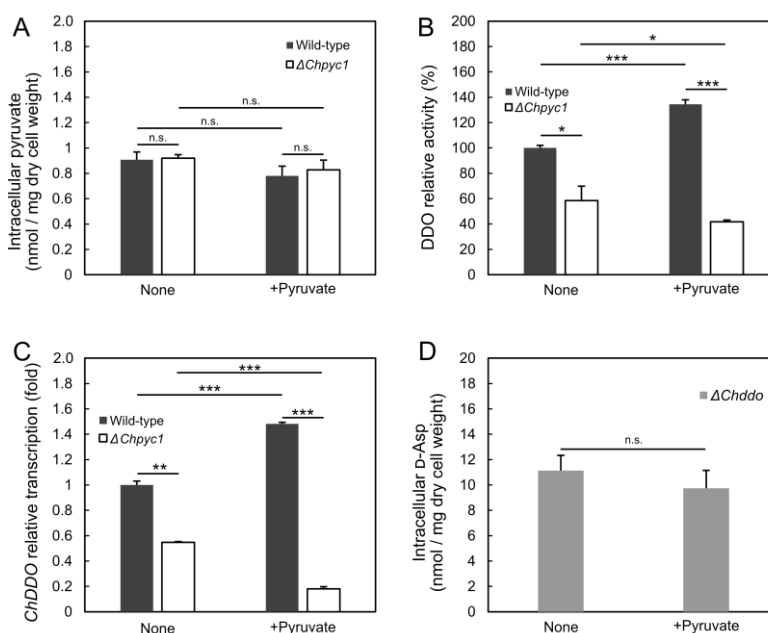 A
Intracellular pyruvate
(nmol / mg dry cell weight)
2.0
1.8
1.6
1.4
1.2
1
0.8
0.6
0.4
0.2
0
Wild-type
ΔChpyc1
n.s.
n.s.
n.s.
n.s.
None
+Pyruvate
B
DDO relative activity (%)
200
180
160
140
120
100
80
60
40
20
0
Wild-type
ΔChpyc1
*
***
***
*
None
+Pyruvate
C
ChDDO relative transcription (fold)
2.0
1.8
1.6
1.4
1.2
1.0
0.8
0.6
0.4
0.2
0
Wild-type
ΔChpyc1
***
***
***
**
None
+Pyruvate
D
Intracellular D-Asp
(nmol / mg dry cell weight)
20
18
16
14
12
10
8
6
4
2
0
ΔChddo
n.s.
None
+Pyruvate